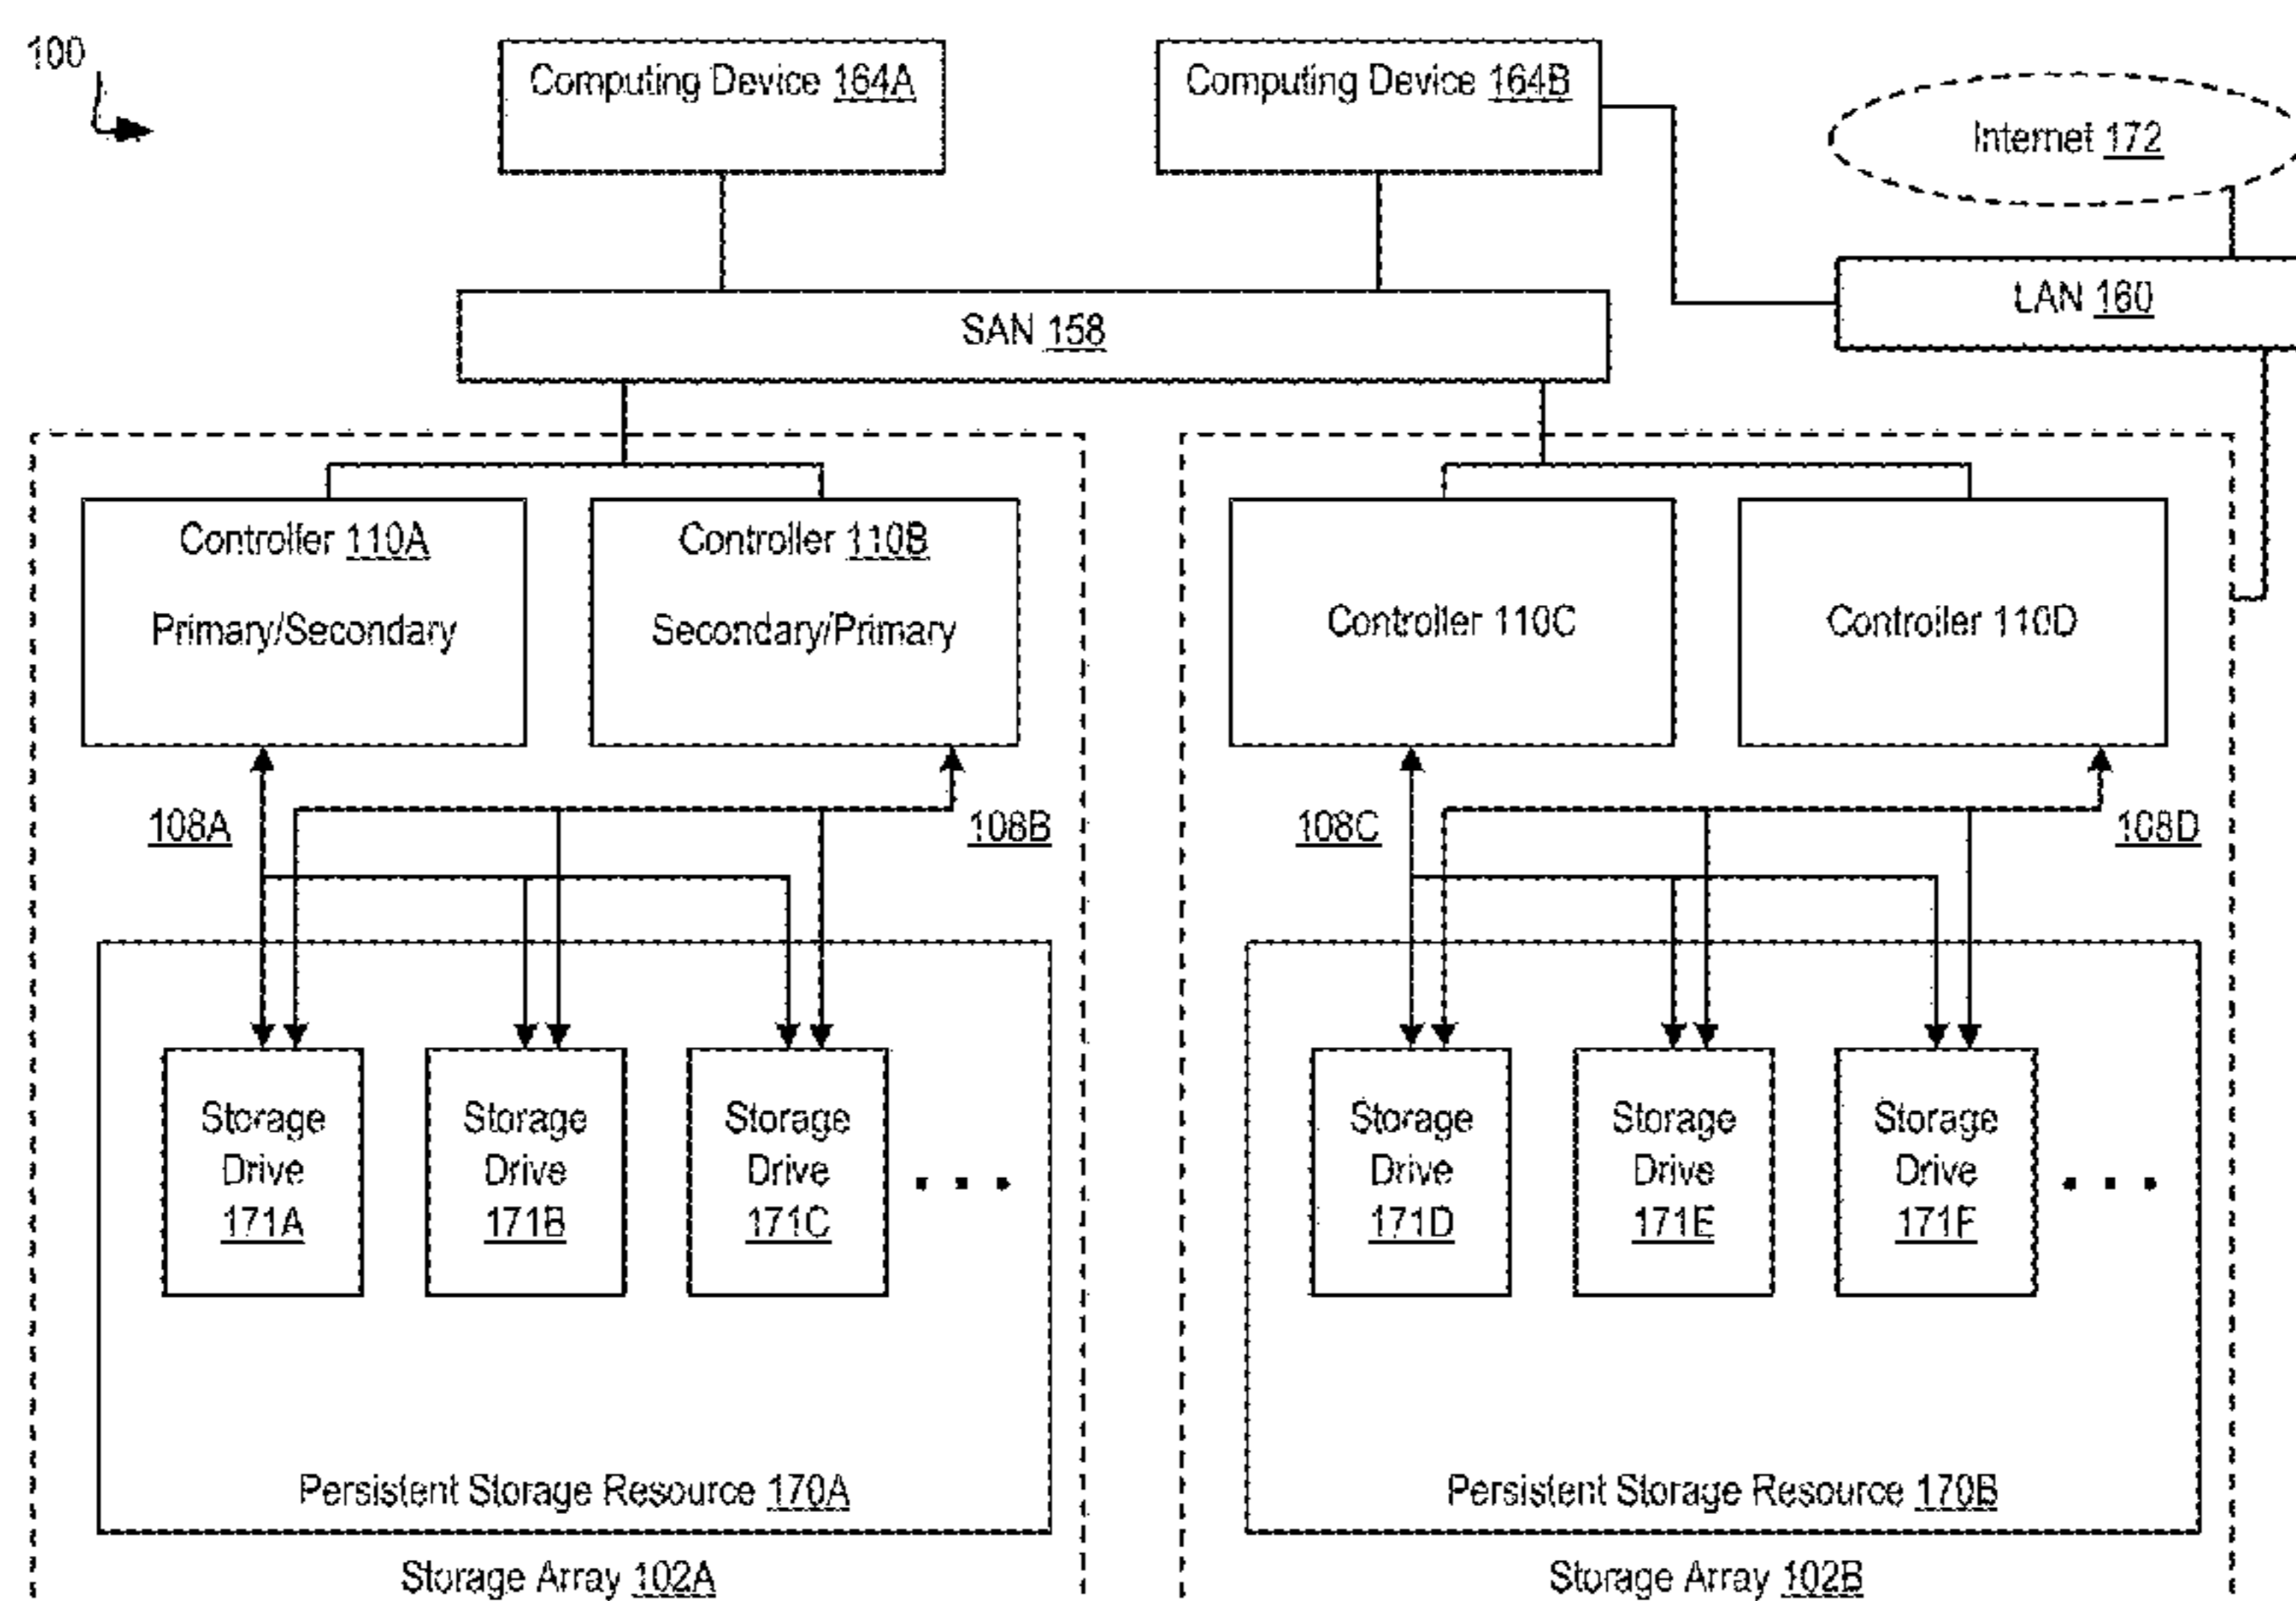 100
Computing Device 164A
Computing Device 164B
Internet 172
LAN 160
SAN 158
Controller 110A
Primary/Secondary
Controller 110B
Secondary/Primary
Controller 110C
Controller 110D
108A
108B
108C
108D
Storage
Drive
171A
Storage
Drive
171B
Storage
Drive
171C
. . .
Storage
Drive
171D
Storage
Drive
171E
Storage
Drive
171F
. . .
Persistent Storage Resource 170A
Persistent Storage Resource 170B
Storage Array 102A
Storage Array 102B